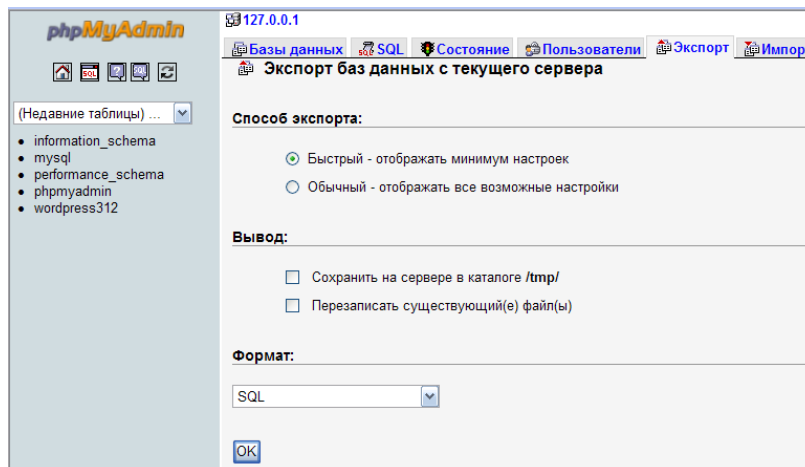 phpMyAdmin
(Недавние таблицы) ...
information_schema
mysql
performance_schema
phpmyadmin
wordpress312
127.0.0.1
Базы данных SQL Состояние Пользователи Экспорт Импор
Экспорт баз данных с текущего сервера
Способ экспорта:
Быстрый - отображать минимум настроек
Обычный - отображать все возможные настройки
Вывод:
Сохранить на сервере в каталоге /tmp/
Перезаписать существующий(е) файл(ы)
Формат:
SQL
OK